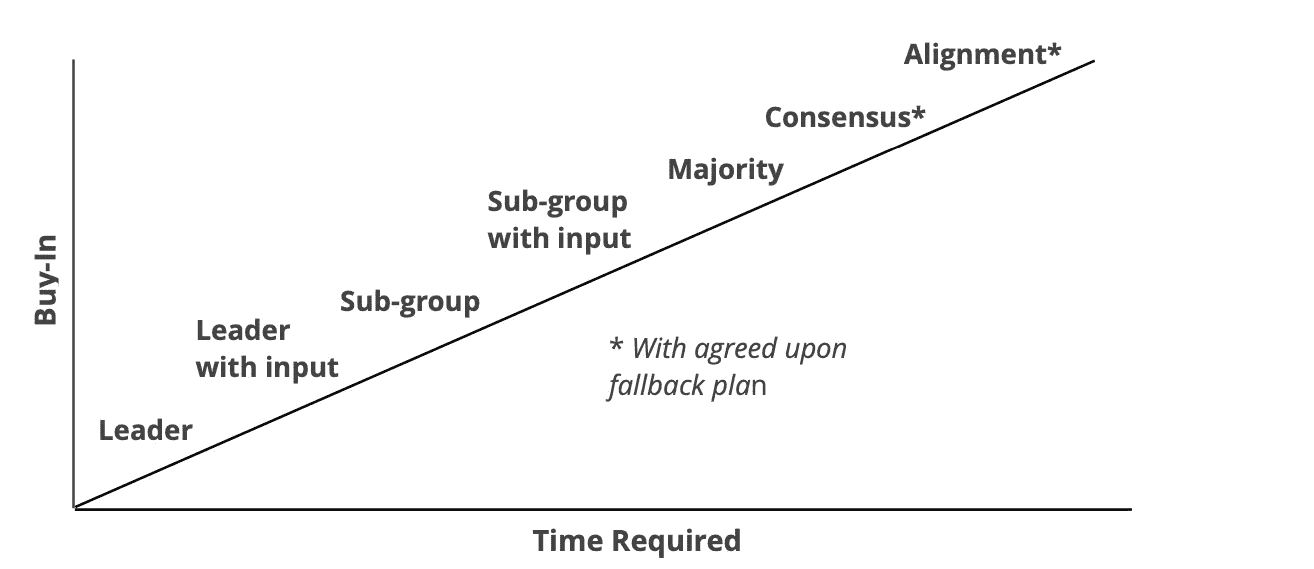 Alignment*
Consensus*
Majority
Sub-group
with input
Sub-group
Leader
with input
Leader
* With agreed upon
fallback plan
Buy-In
Time Required